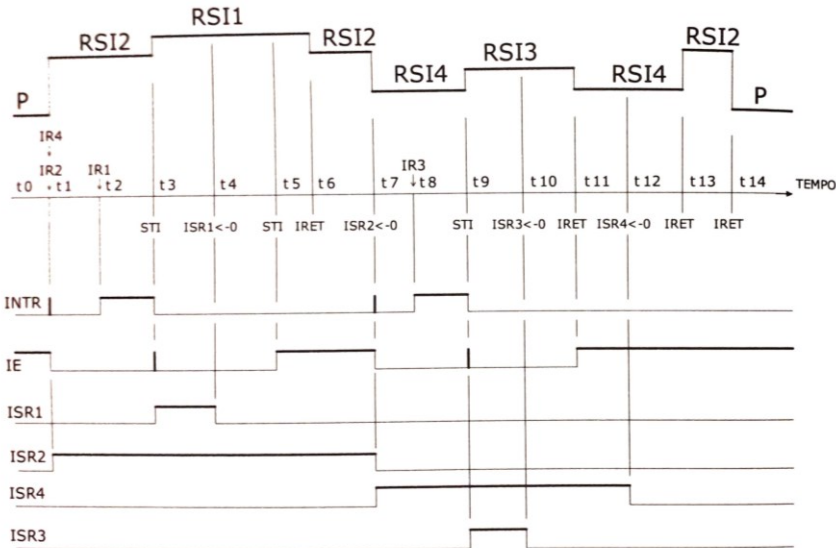 RSI1
RSI2 RSI2 RSI3 RSI2
RSI4 RSI4
P P
IR4
IR2 IR1 IR3
t0 t1 t2 t3 t4 t5 t6 t7 t8 t9 t10 t11 t12 t13 t14 TEMPO
STI ISR1<-0 STI IRET ISR2<-0 STI ISR3<-0 IRET ISR4<-0 IRET IRET
INTR
IE
ISR1
ISR2
ISR4
ISR3